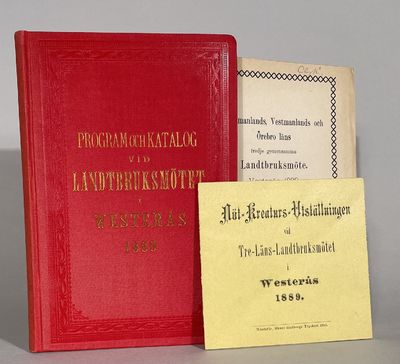 PROGRAM OCH KATALOG
VID
LANDTBRUKSMÖTET
I
WESTERÅS
1889
manlands, Vestmanlands och
Örebro läns
tredje gemensamma
Landtbruksmöte.
Nöt-Kreaturs-Utställningen
vid
Tre-Läns-Landtbruksmötet
i
Westerås
1889.